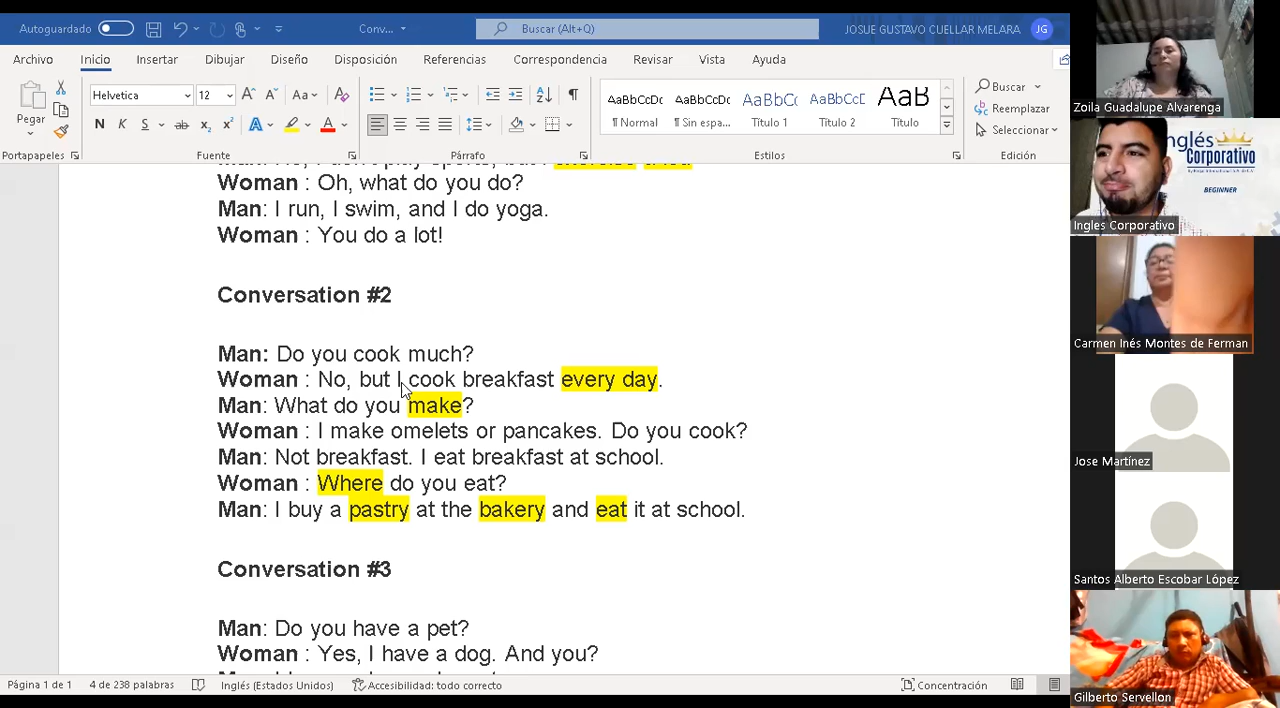 Autoguardado
Conv...
Buscar (Alt+Q)
JOSUE GUSTAVO CUELLAR MELARA
JG
Archivo
Inicio
Insertar
Dibujar
Diseño
Disposición
Referencias
Correspondencia
Revisar
Vista
Ayuda
Pegar
Helvetica
12
A A Aa A
N K S ab x₂ x² A A
AaBbCcDc AaBbCcDc AaBbC( AaBbCcD AaB
¶ Normal ¶ Sin espa... Título 1 Título 2 Título
Buscar
Reemplazar
Seleccionar
Portapapeles
Fuente
Párrafo
Estilos
Edición
Woman : Oh, what do you do?
Man: I run, I swim, and I do yoga.
Woman : You do a lot!
Conversation #2
Man: Do you cook much?
Woman : No, but I cook breakfast every day.
Man: What do you make?
Woman : I make omelets or pancakes. Do you cook?
Man: Not breakfast. I eat breakfast at school.
Woman : Where do you eat?
Man: I buy a pastry at the bakery and eat it at school.
Conversation #3
Man: Do you have a pet?
Woman : Yes, I have a dog. And you?
Página 1 de 1
4 de 238 palabras
Inglés (Estados Unidos)
Accesibilidad: todo correcto
Concentración
Zoila Guadalupe Alvarenga
Inglés
Corporativo
BEGINNER
Ingles Corporativo
Carmen Inés Montes de Ferman
Jose Martínez
Santos Alberto Escobar López
Gilberto Servellon